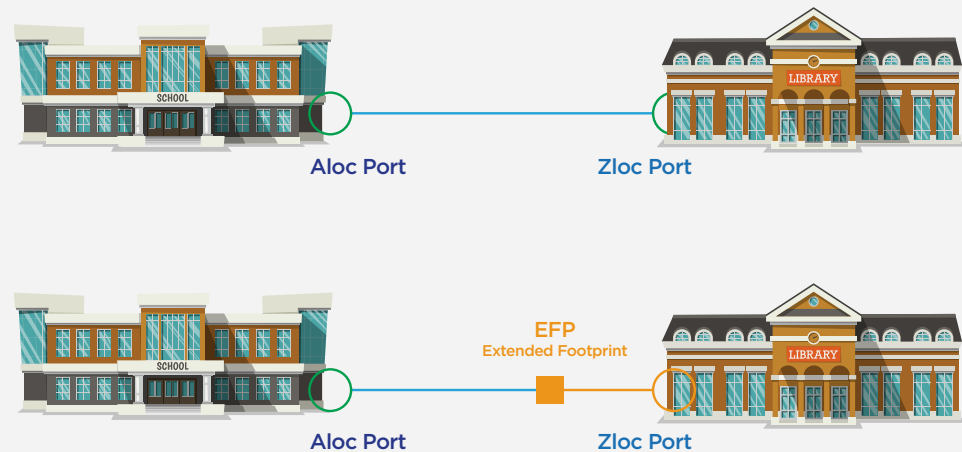 SCHOOL
LIBRARY
Aloc Port
Zloc Port
EFP
Extended Footprint
SCHOOL
LIBRARY
Aloc Port
Zloc Port